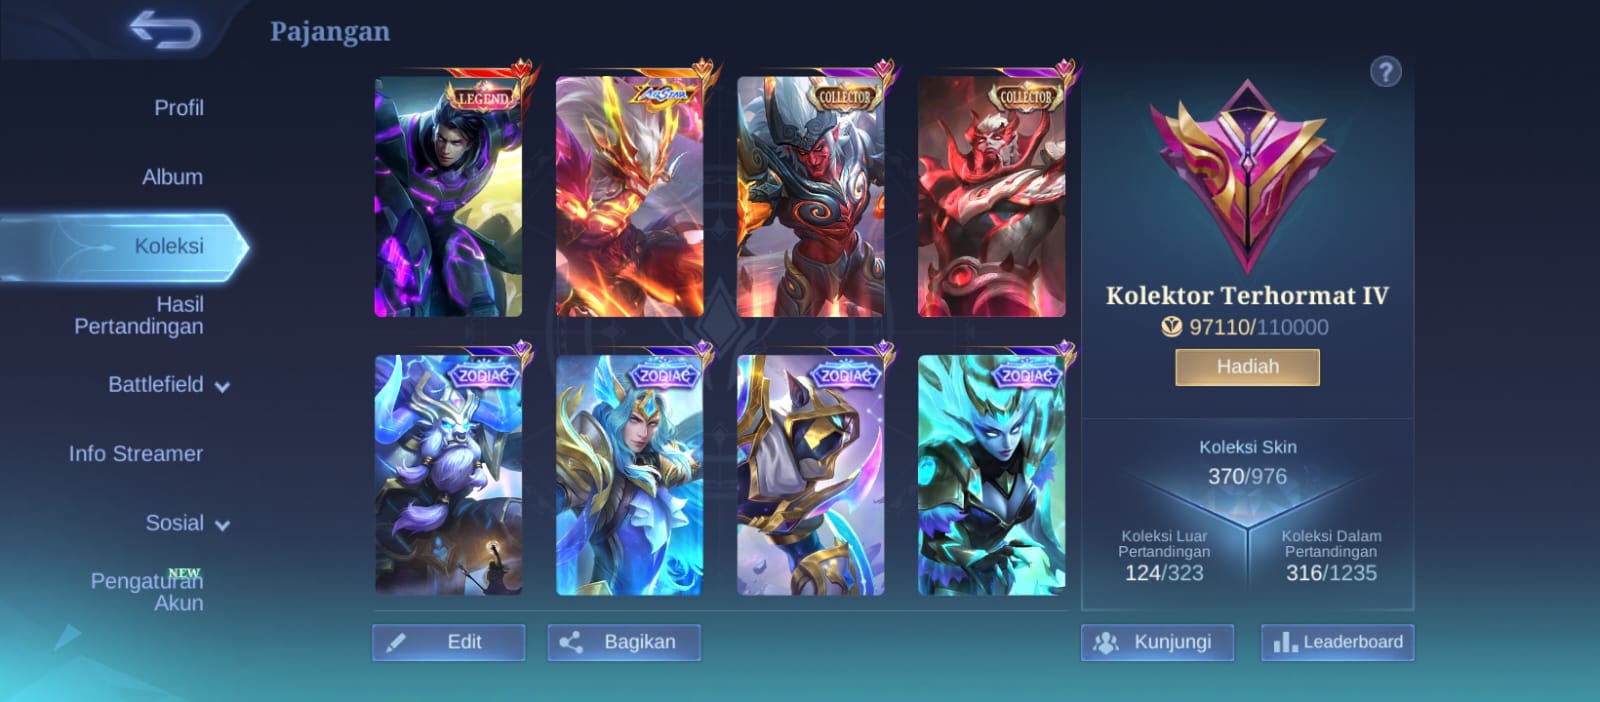 Pajangan
Profil
Album
Koleksi
Hasil
Pertandingan
Battlefield
Info Streamer
Sosial
NEW
Pengaturan
Akun
LEGEND
ALLSTAR
COLLECTOR
COLLECTOR
ZODIAC
ZODIAC
ZODIAC
ZODIAC
Edit
Bagikan
?
Kolektor Terhormat IV
97110/110000
Hadiah
Koleksi Skin
370/976
Koleksi Luar
Pertandingan
124/323
Koleksi Dalam
Pertandingan
316/1235
Kunjungi
Leaderboard